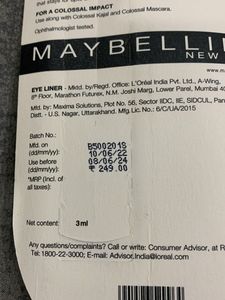 FOR A COLOSSAL IMPACT
Use along with Colossal Kajal and Colossal Mascara.
Ophthalmologist tested.
MAYBELLI
NEW
www.m
EYE LINER - Mktd. by/Regd. Office: L'Oréal India Pvt. Ltd., A-Wing,
8th Floor, Marathon Futurex, N.M. Joshi Marg, Lower Parel, Mumbai 40
Mfd. by: Maxima Solutions, Plot No. 56, Sector IIDC, IIE, SIDCUL, Pan
Distt. - U.S. Nagar, Uttarakhand. Mfg. Lic. No.: 6/C/UA/2015
Batch No.:
B5002018
Mfd. on
(dd/mm/yy):
10/06/22
Use before
(dd/mm/yy):
08/06/24
₹ 249.00
*MRP (Incl. of
all taxes):
Net content:
3ml
Any questions/complaints? Call or write: Consumer Advisor, at R
Tel: 1800-22-3000; E-mail: Advisor.India@loreal.com